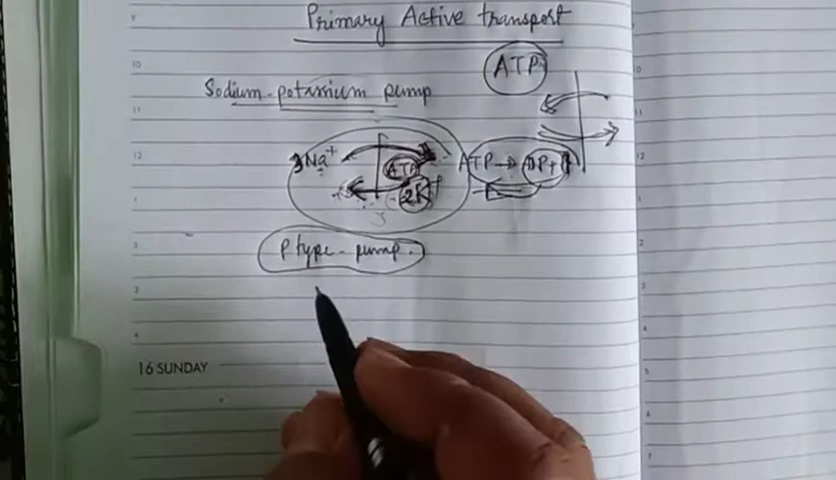 Primary Active transport
ATP
Sodium-potassium pump
3Na+ ATP ATP → ADP+Pi
2K+
P type - pump.
16 SUNDAY